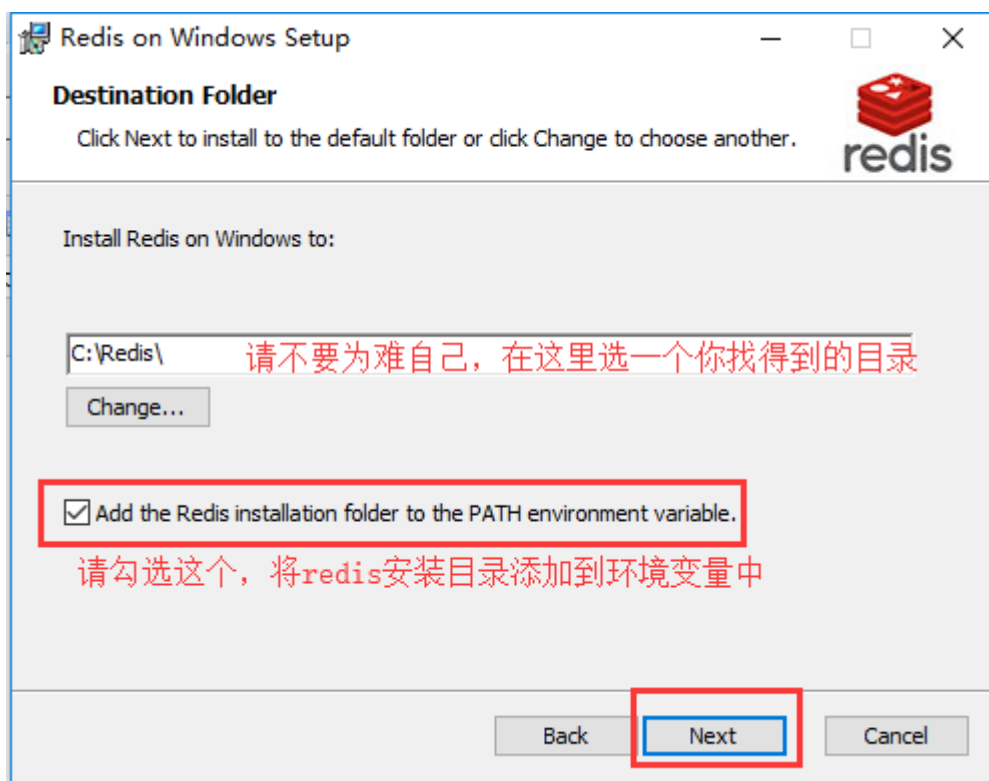 Redis on Windows Setup
Destination Folder
Click Next to install to the default folder or click Change to choose another.
redis
Install Redis on Windows to:
C:\Redis\ 请不要为难自己，在这里选一个你找得到的目录
Change...
Add the Redis installation folder to the PATH environment variable.
请勾选这个，将redis安装目录添加到环境变量中
Back Next Cancel